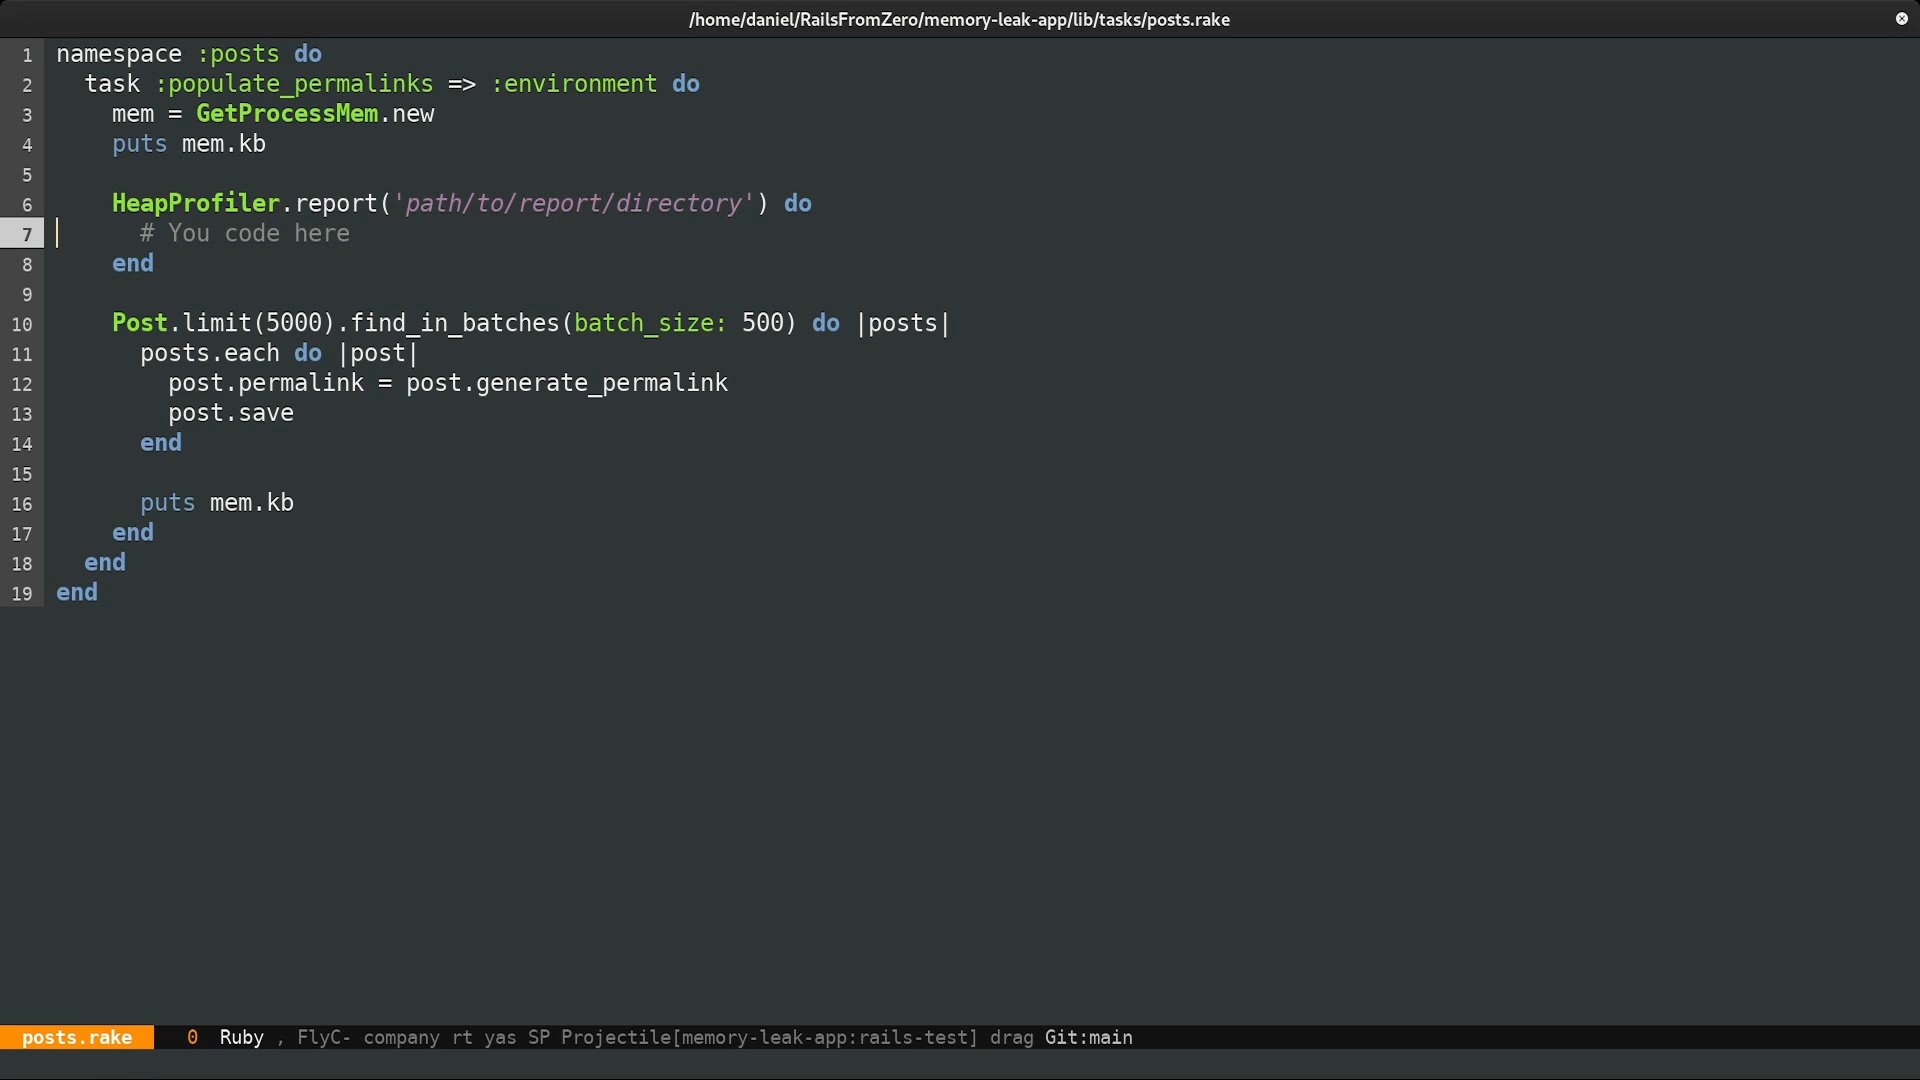 /home/daniel/RailsFromZero/memory-leak-app/lib/tasks/posts.rake
1 namespace :posts do
2   task :populate_permalinks => :environment do
3     mem = GetProcessMem.new
4     puts mem.kb
5
6     HeapProfiler.report('path/to/report/directory') do
7       # You code here
8     end
9
10     Post.limit(5000).find_in_batches(batch_size: 500) do |posts|
11       posts.each do |post|
12         post.permalink = post.generate_permalink
13         post.save
14       end
15
16       puts mem.kb
17     end
18   end
19 end
posts.rake 0 Ruby , FlyC- company rt yas SP Projectile[memory-leak-app:rails-test] drag Git:main